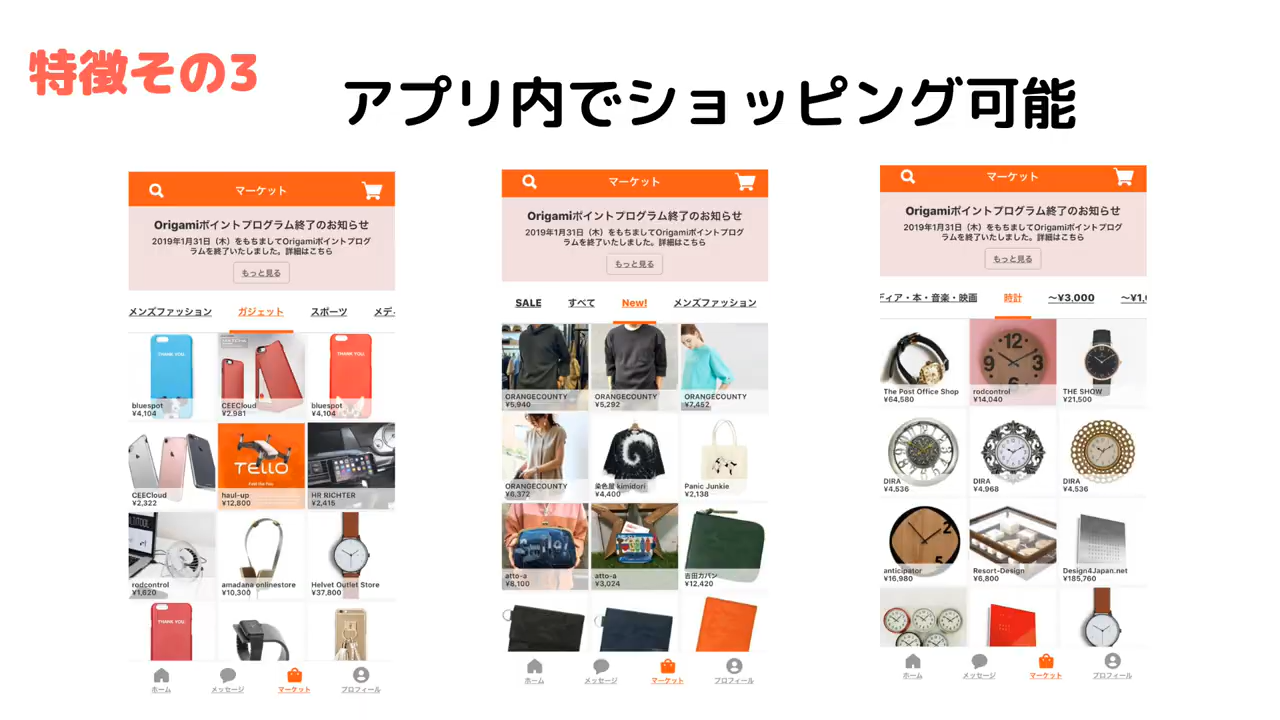 特徴その3
アプリ内でショッピング可能
マーケット
Origamiポイントプログラム終了のお知らせ
2019年1月31日（木）をもちましてOrigamiポイントプログ
ラムを終了いたしました。詳細はこちら
もっと見る
メンズファッション ガジェット スポーツ メディ
THANK YOU.
THANK YOU.
bluespot
¥4,104
CEECloud
¥2,981
bluespot
¥4,104
TELLO
CEECloud
¥2,322
haul-up
¥12,800
HR RICHTER
¥2,415
rodcontrol
¥1,620
amadana onlinestore
¥10,300
Helvet Outlet Store
¥37,800
THANK YOU.
ホーム メッセージ マーケット プロフィール
マーケット
Origamiポイントプログラム終了のお知らせ
2019年1月31日（木）をもちましてOrigamiポイントプログ
ラムを終了いたしました。詳細はこちら
もっと見る
SALE すべて New! メンズファッション
ORANGECOUNTY
¥5,940
ORANGECOUNTY
¥5,292
ORANGECOUNTY
¥7,452
ORANGECOUNTY
¥6,372
染色屋 kimidori
¥4,400
Panic Junkie
¥2,138
atto-a
¥8,100
atto-a
¥3,024
吉田カバン
¥12,420
ホーム メッセージ マーケット プロフィール
マーケット
Origamiポイントプログラム終了のお知らせ
2019年1月31日（木）をもちましてOrigamiポイントプログ
ラムを終了いたしました。詳細はこちら
もっと見る
ディア・本・音楽・映画 時計 〜¥3,000 〜¥1,0
The Post Office Shop
¥64,580
rodcontrol
¥14,040
THE SHOW
¥21,500
DIRA
¥4,536
DIRA
¥4,968
DIRA
¥4,536
anticipator
¥16,980
Resort-Design
¥6,800
Design4Japan.net
¥185,760
ホーム メッセージ マーケット プロフィール